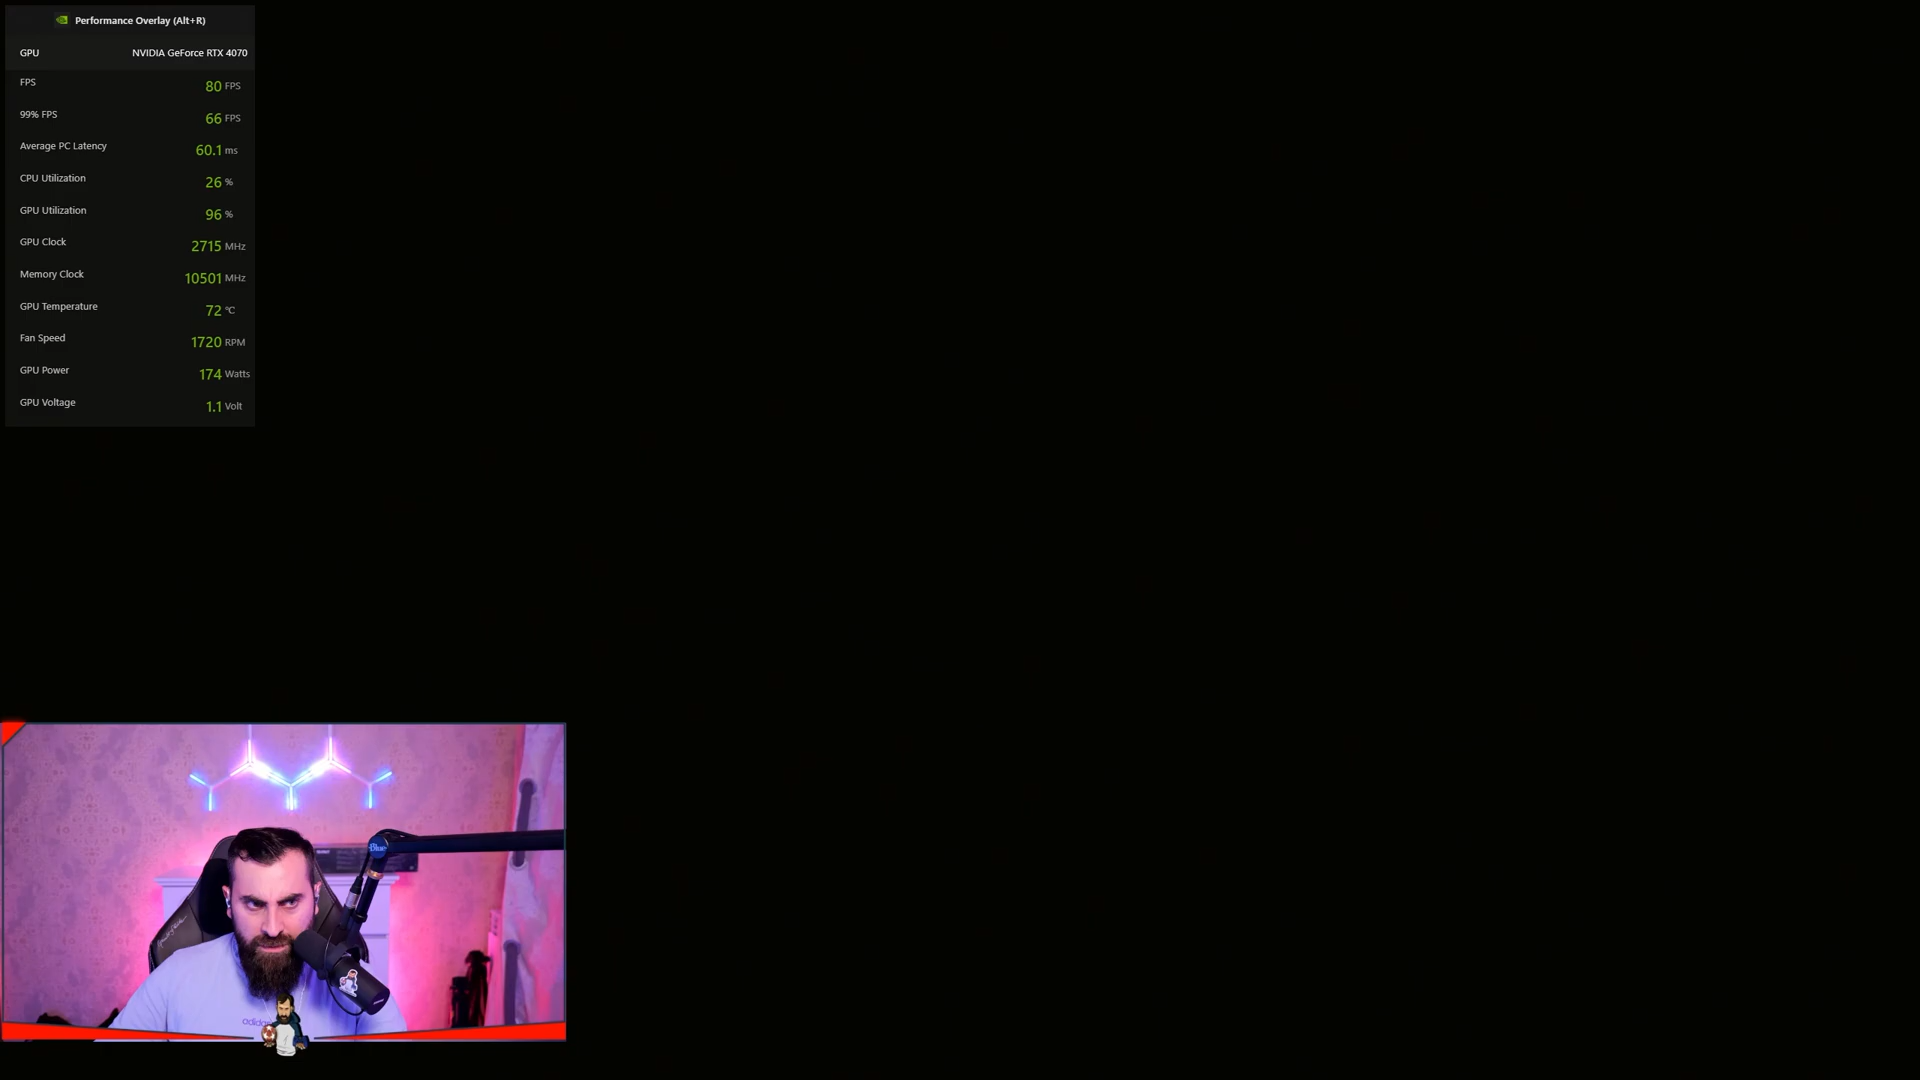 Performance Overlay (Alt+R)
GPU NVIDIA GeForce RTX 4070
FPS 80 FPS
99% FPS 66 FPS
Average PC Latency 60.1 ms
CPU Utilization 26 %
GPU Utilization 96 %
GPU Clock 2715 MHz
Memory Clock 10501 MHz
GPU Temperature 72 °C
Fan Speed 1720 RPM
GPU Power 174 Watts
GPU Voltage 1.1 Volt
Blue